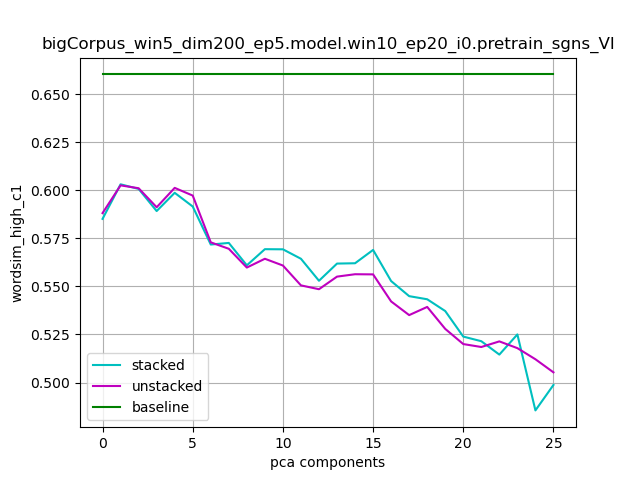 bigCorpus_win5_dim200_ep5.model.win10_ep20_i0.pretrain_sgns_VI
0.650
0.625
0.600
0.575
0.550
0.525
0.500
wordsim_high_c1
stacked
unstacked
baseline
0 5 10 15 20 25
pca components